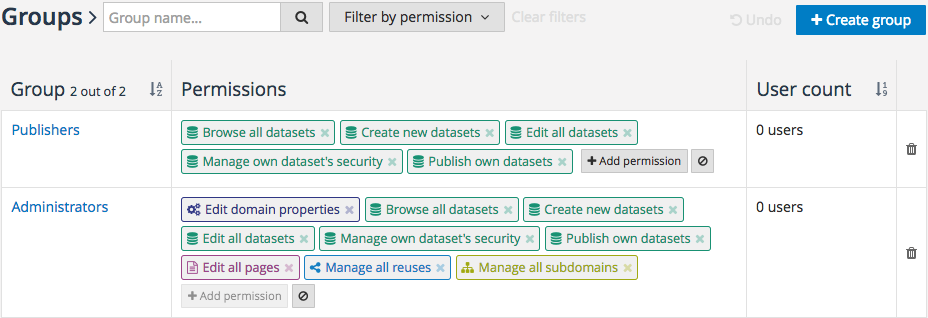 Groups > Group name... Filter by permission Clear filters Undo + Create group
Group 2 out of 2 Permissions User count
Publishers Browse all datasets × Create new datasets × Edit all datasets × 0 users
Manage own dataset's security × Publish own datasets × + Add permission
Administrators Edit domain properties × Browse all datasets × Create new datasets × 0 users
Edit all datasets × Manage own dataset's security × Publish own datasets ×
Edit all pages × Manage all reuses × Manage all subdomains ×
+ Add permission